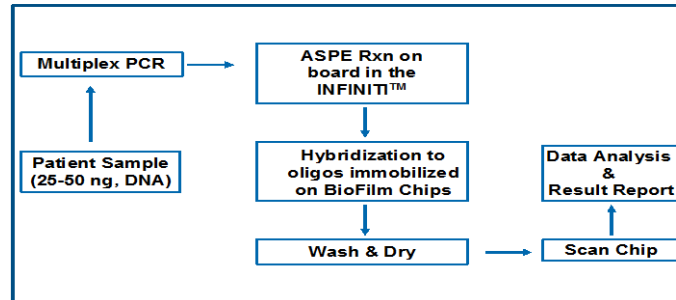 Multiplex PCR
ASPE Rxn on
board in the
INFINITI™
Patient Sample
(25-50 ng, DNA)
Hybridization to
oligos immobilized
on BioFilm Chips
Data Analysis
&
Result Report
Wash & Dry
Scan Chip